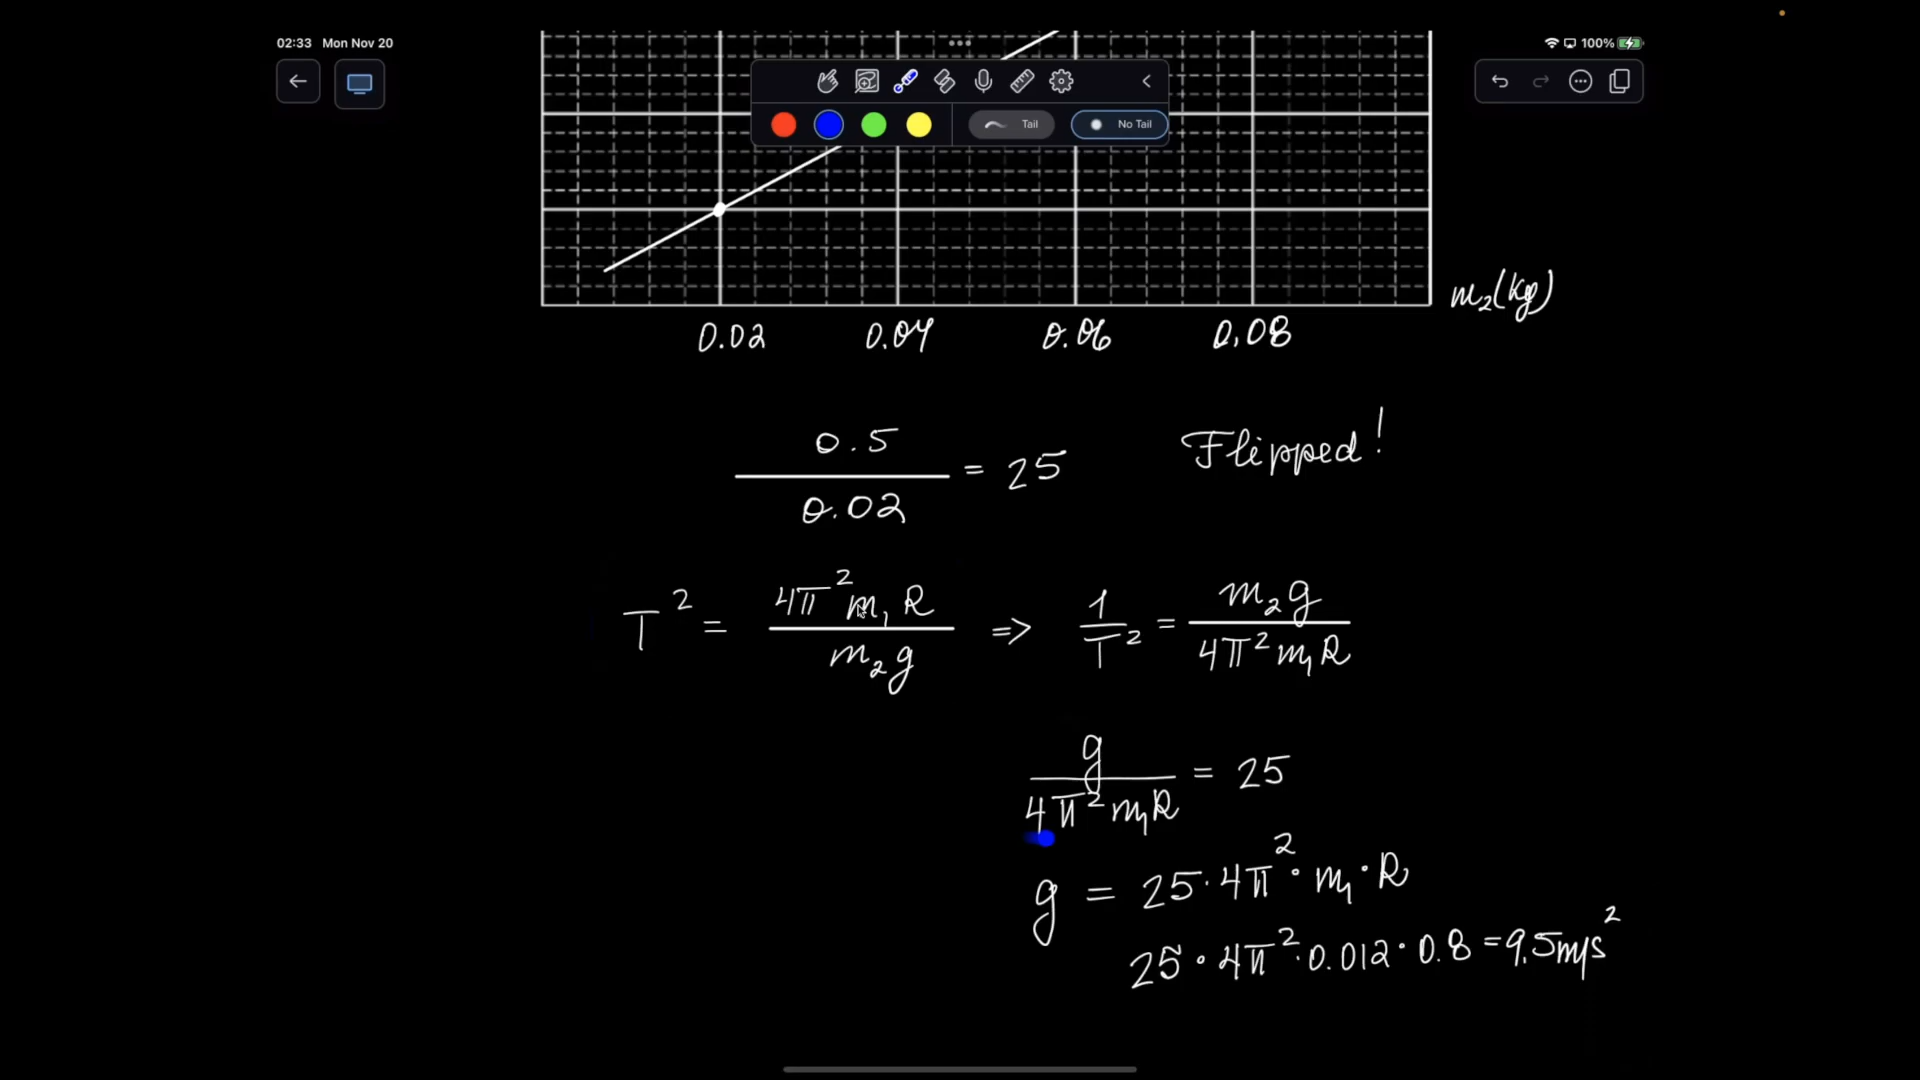 02:33 Mon Nov 20
100%
Tail No Tail
m₂(kg)
0.02 0.04 0.06 0.08
0.5
0.02
= 25
Flipped!
T² = 4π²m₁R / m₂g => 1/T² = m₂g / 4π²m₁R
g / 4π²m₁R = 25
g = 25·4π²·m₁·R
25·4π²·0.012·0.8 = 9.5m/s²